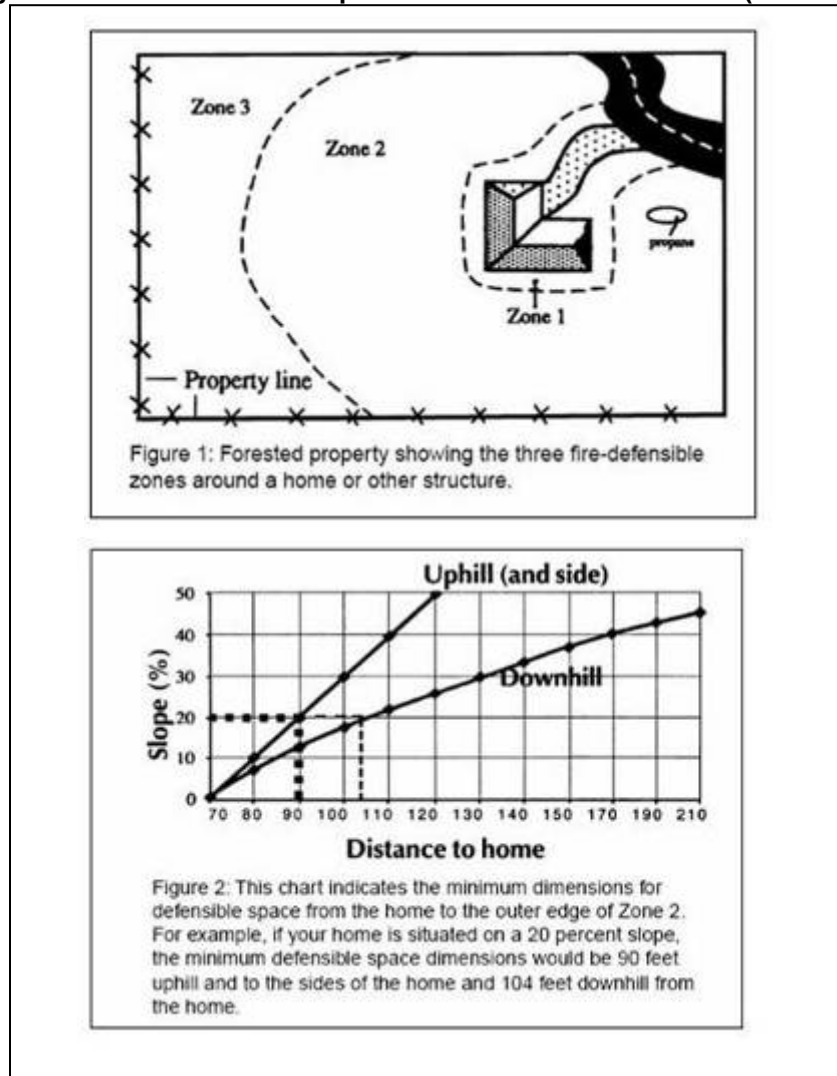 Zone 3
Zone 2
propane
Zone 1
Property line
Figure 1: Forested property showing the three fire-defensible
zones around a home or other structure.
Uphill (and side)
50
40
30
20
10
0
Slope (%)
Downhill
70 80 90 100 110 120 130 140 150 170 190 210
Distance to home
Figure 2: This chart indicates the minimum dimensions for
defensible space from the home to the outer edge of Zone 2.
For example, if your home is situated on a 20 percent slope,
the minimum defensible space dimensions would be 90 feet
uphill and to the sides of the home and 104 feet downhill from
the home.